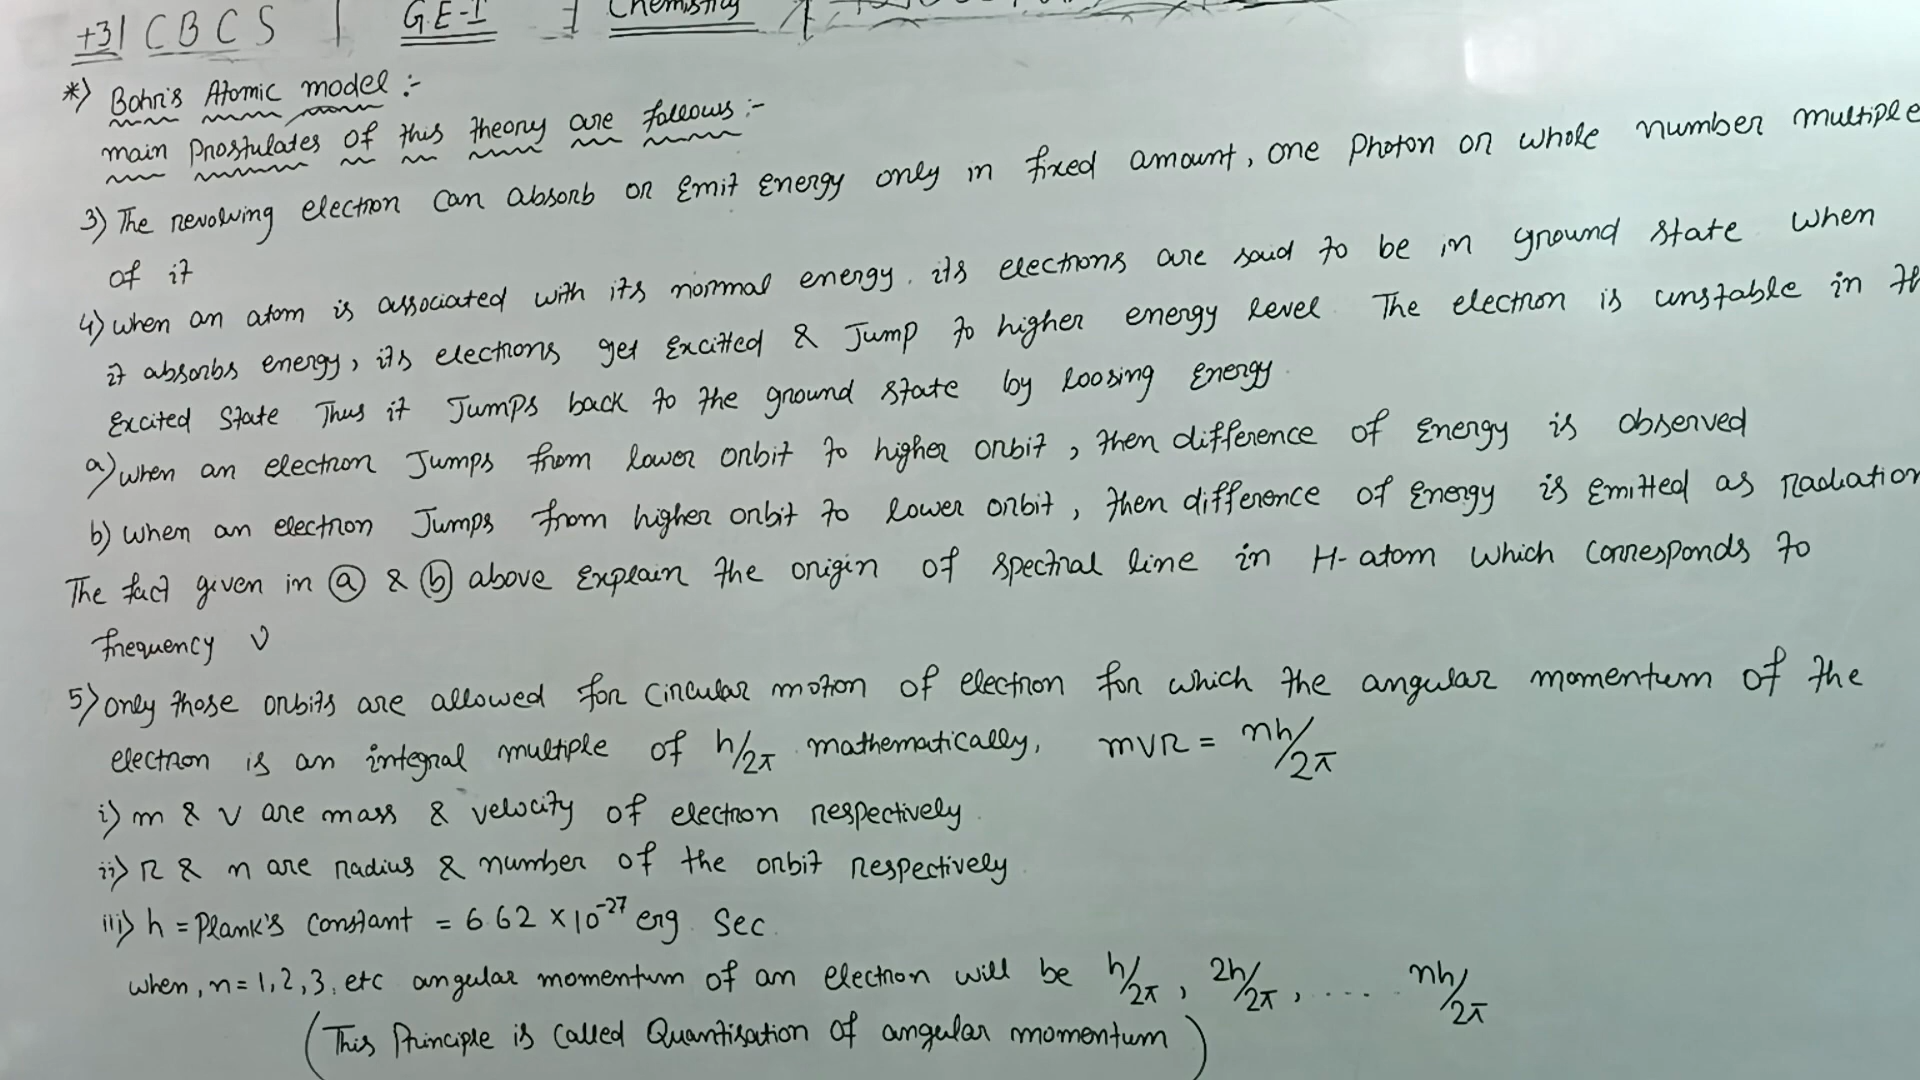 +3 | CBCS | GE-I | Chemistry
*) Bohr's Atomic model :-
main Prostulates of this theory are follows :-
3) The revolving electron can absorb or Emit Energy only in fixed amount, one Photon or whole number multiple
of it
4) when an atom is associated with its normal energy. its electrons are said to be in ground state when
it absorbs energy, its electrons get Excitted & Jump to higher energy level. The electron is unstable in th
Excited State Thus it Jumps back to the ground state by loosing Energy.
a) when an electron Jumps from lower orbit to higher orbit, then difference of Energy is observed
b) when an electron Jumps from higher orbit to lower orbit, then difference of Energy is Emitted as radiation
The fact given in (a) & (b) above Explain the origin of spectral line in H-atom which corresponds to
frequency ν
5) only those orbits are allowed for circular motion of electron for which the angular momentum of the
electron is an integral multiple of h/2π. mathematically, mvr = nh/2π
i) m & v are mass & velocity of electron respectively.
ii) r & n are radius & number of the orbit respectively
iii) h = Plank's constant = 6.62 × 10⁻²⁷ erg. Sec.
when, n = 1,2,3, etc angular momentum of an electron will be h/2π, 2h/2π, .... nh/2π
(This Principle is called Quantisation of angular momentum)